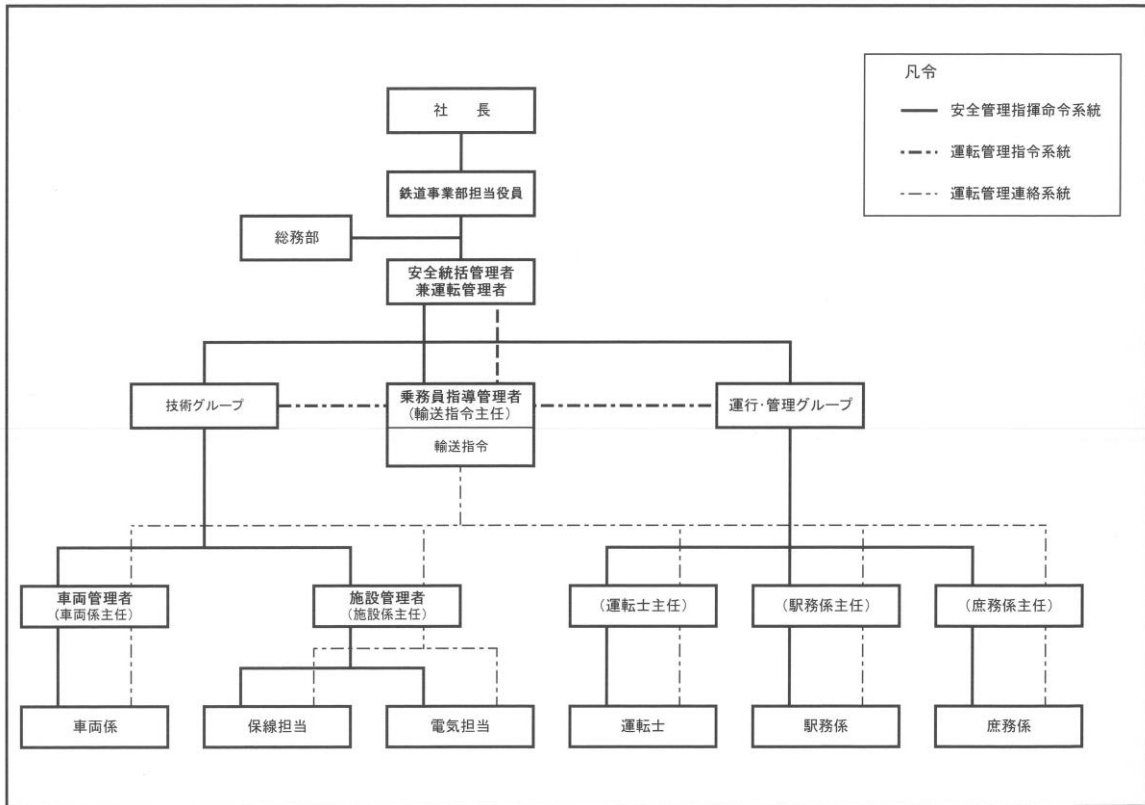 凡令
安全管理指揮命令系統
運転管理指令系統
運転管理連絡系統
社　長
鉄道事業部担当役員
総務部
安全統括管理者
兼運転管理者
技術グループ
乗務員指導管理者
（輸送指令主任）
輸送指令
運行・管理グループ
車両管理者
（車両係主任）
施設管理者
（施設係主任）
（運転士主任）
（駅務係主任）
（庶務係主任）
車両係
保線担当
電気担当
運転士
駅務係
庶務係